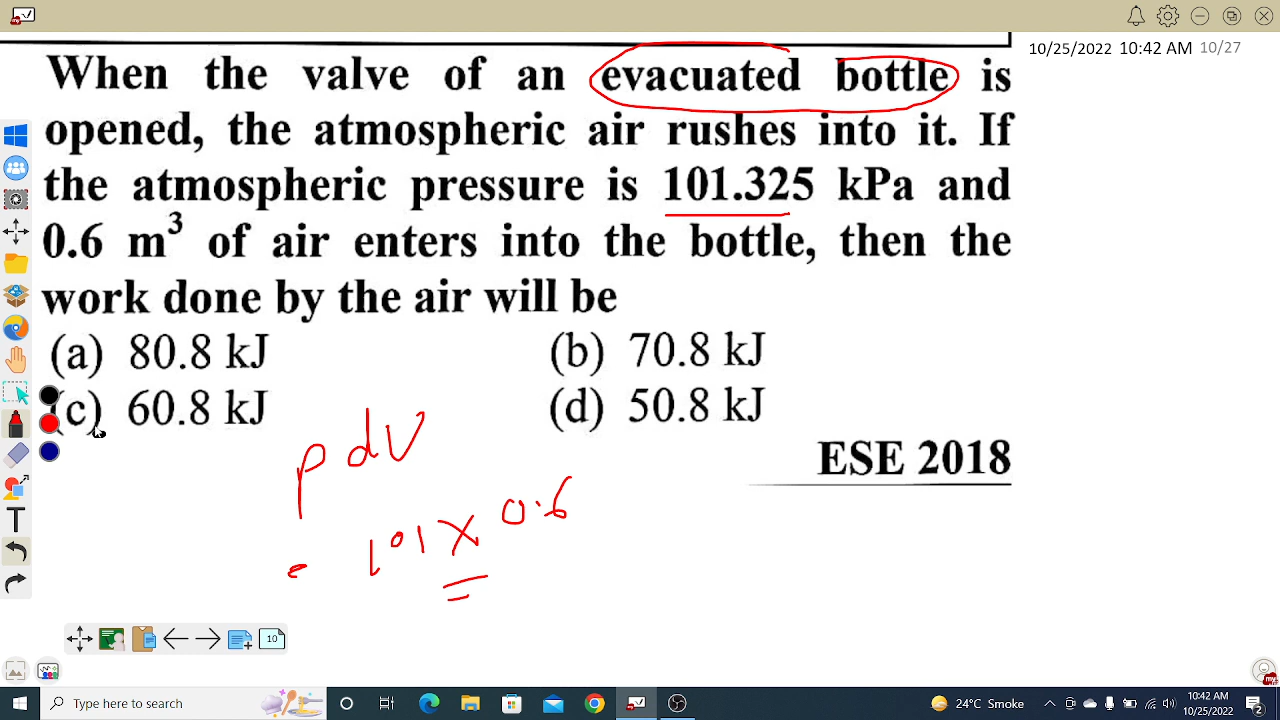 10/25/2022 10:42 AM 10/27
When the valve of an evacuated bottle is
opened, the atmospheric air rushes into it. If
the atmospheric pressure is 101.325 kPa and
0.6 m³ of air enters into the bottle, then the
work done by the air will be
(a) 80.8 kJ (b) 70.8 kJ
(c) 60.8 kJ (d) 50.8 kJ
p dV
ESE 2018
= 101 × 0.6
T
10
Type here to search
24°C Smoke
10:42 AM
10/25/2022